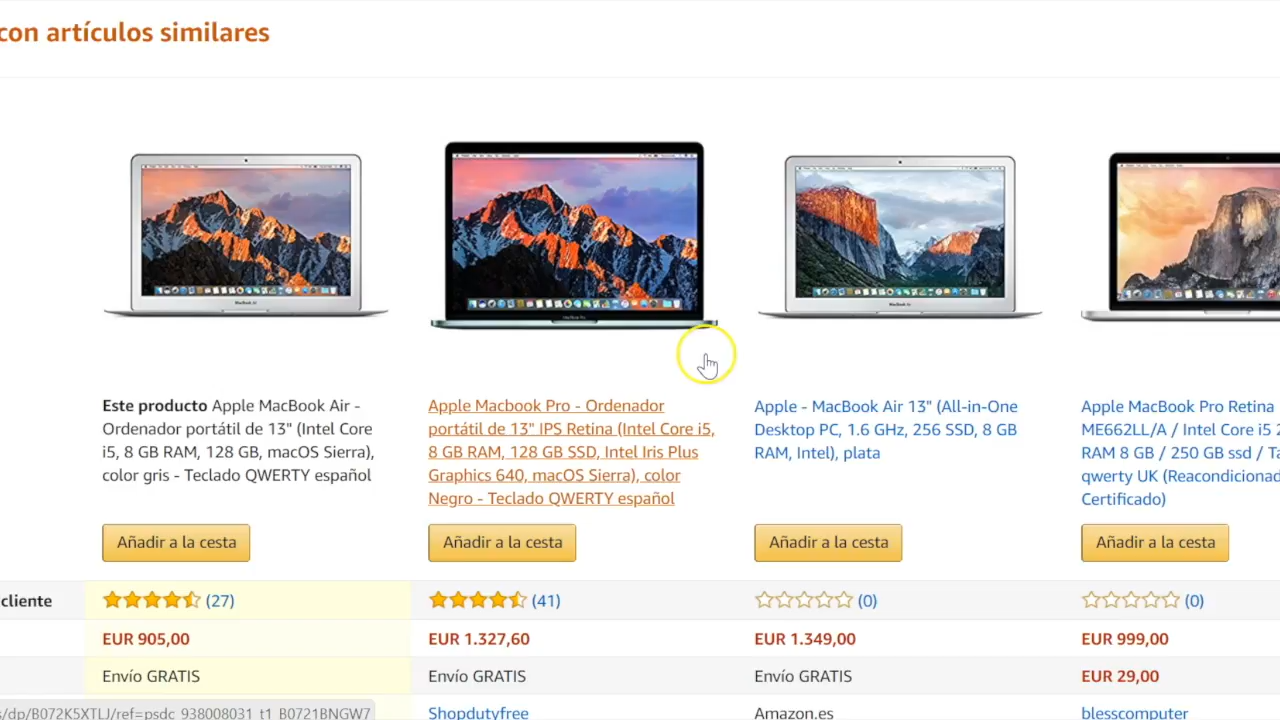 con artículos similares
Este producto Apple MacBook Air -
Ordenador portátil de 13" (Intel Core
i5, 8 GB RAM, 128 GB, macOS Sierra),
color gris - Teclado QWERTY español
Apple Macbook Pro - Ordenador
portátil de 13" IPS Retina (Intel Core i5,
8 GB RAM, 128 GB SSD, Intel Iris Plus
Graphics 640, macOS Sierra), color
Negro - Teclado QWERTY español
Apple - MacBook Air 13" (All-in-One
Desktop PC, 1.6 GHz, 256 SSD, 8 GB
RAM, Intel), plata
Apple MacBook Pro Retina
ME662LL/A / Intel Core i5 2
RAM 8 GB / 250 GB ssd / Ta
qwerty UK (Reacondicionad
Certificado)
Añadir a la cesta Añadir a la cesta Añadir a la cesta Añadir a la cesta
cliente (27) (41) (0) (0)
EUR 905,00 EUR 1.327,60 EUR 1.349,00 EUR 999,00
Envío GRATIS Envío GRATIS Envío GRATIS EUR 29,00
s/dp/B072K5XTLJ/ref=psdc_938008031_t1_B0721BNGW7 Shopdutyfree Amazon.es blesscomputer